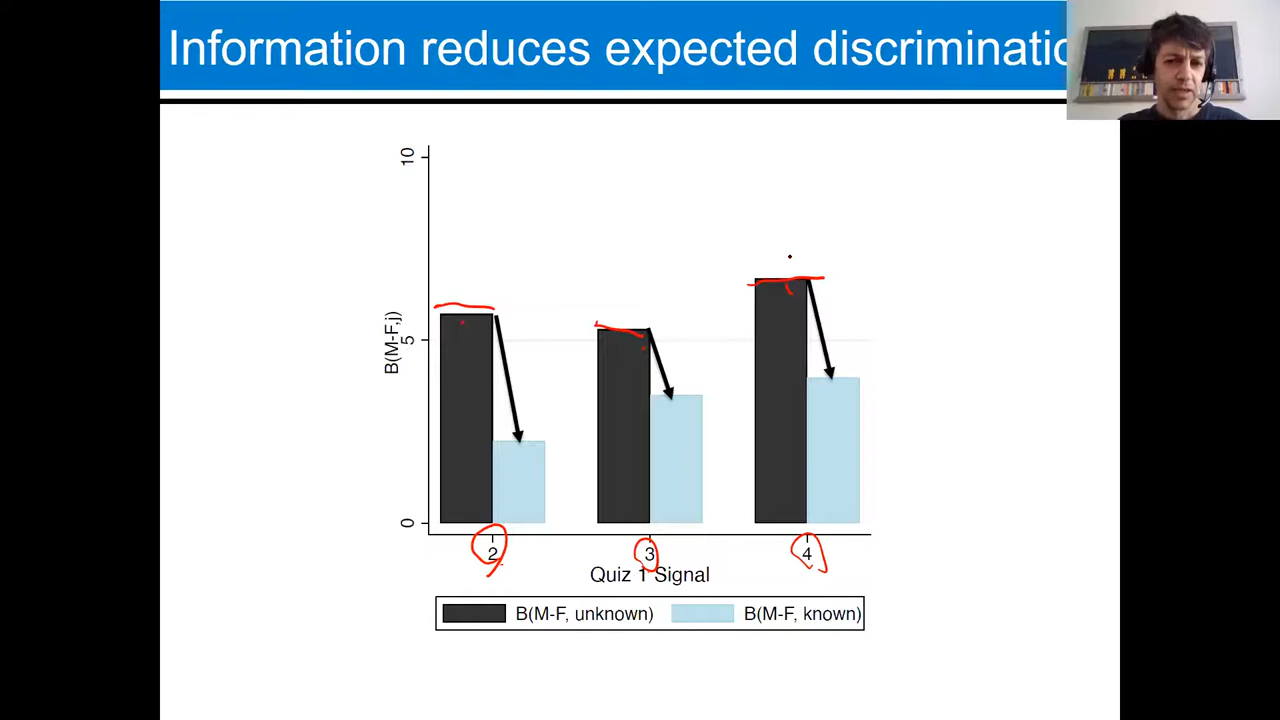 Information reduces expected discriminatio
10
5
0
B(M-F,j)
2
3
4
Quiz 1 Signal
B(M-F, unknown)
B(M-F, known)